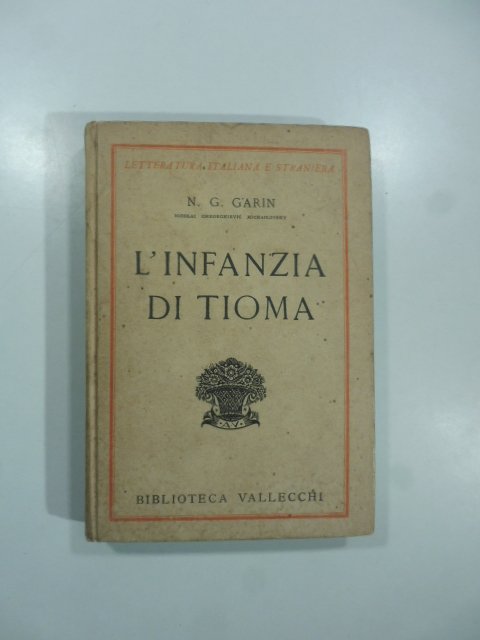 LETTERATURA ITALIANA E STRANIERA
N. G. GARIN
NICOLAI GHEORGHIEVIC MICHAILOVSKY
L'INFANZIA
DI TIOMA
A.V.
BIBLIOTECA VALLECCHI